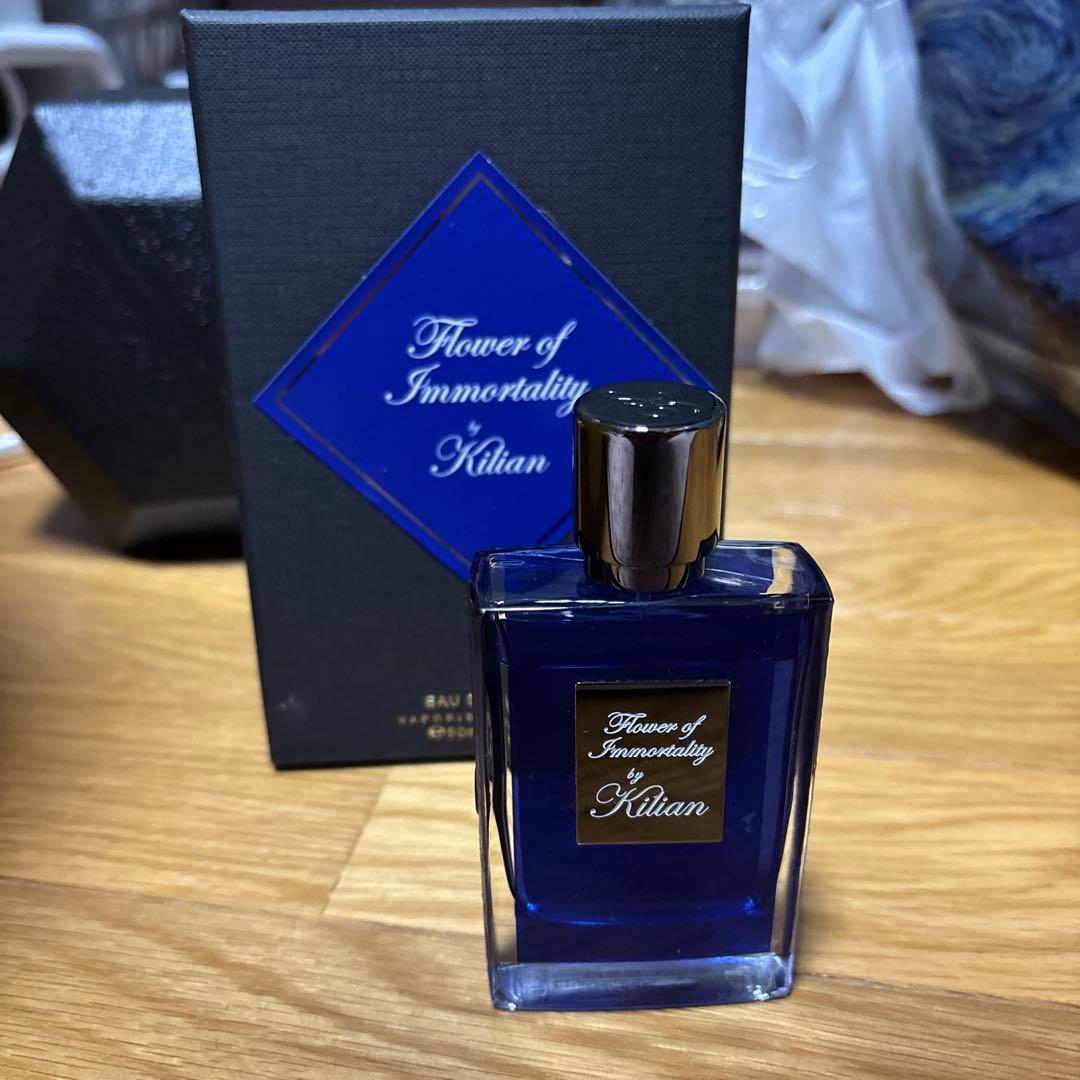 Flower of
Immortality
by
Kilian
EAU
Flower of
Immortality
by
Kilian